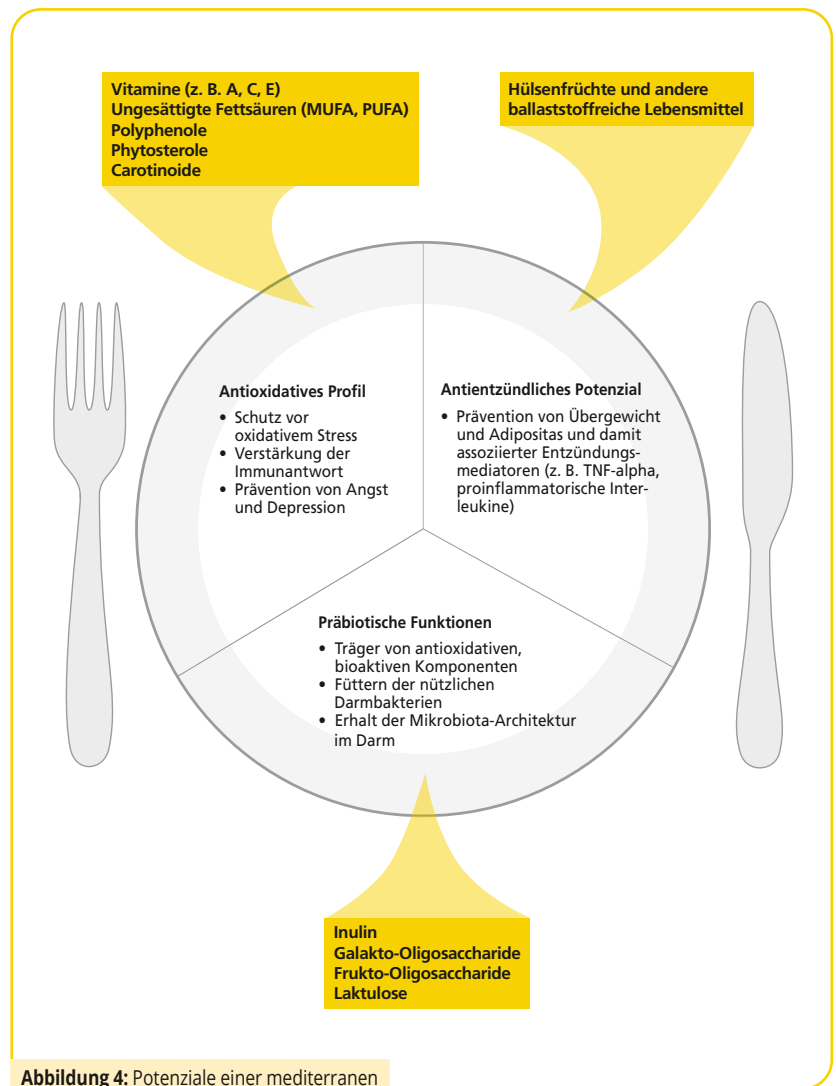 Vitamine (z. B. A, C, E)
Ungesättigte Fettsäuren (MUFA, PUFA)
Polyphenole
Phytosterole
Carotinoide
Hülsenfrüchte und andere
ballaststoffreiche Lebensmittel
Antioxidatives Profil
• Schutz vor
oxidativem Stress
• Verstärkung der
Immunantwort
• Prävention von Angst
und Depression
Antientzündliches Potenzial
• Prävention von Übergewicht
und Adipositas und damit
assoziierter Entzündungs-
mediatoren (z. B. TNF-alpha,
proinflammatorische Inter-
leukine)
Präbiotische Funktionen
• Träger von antioxidativen,
bioaktiven Komponenten
• Füttern der nützlichen
Darmbakterien
• Erhalt der Mikrobiota-Architektur
im Darm
Inulin
Galakto-Oligosaccharide
Frukto-Oligosaccharide
Laktulose
Abbildung 4: Potenziale einer mediterranen